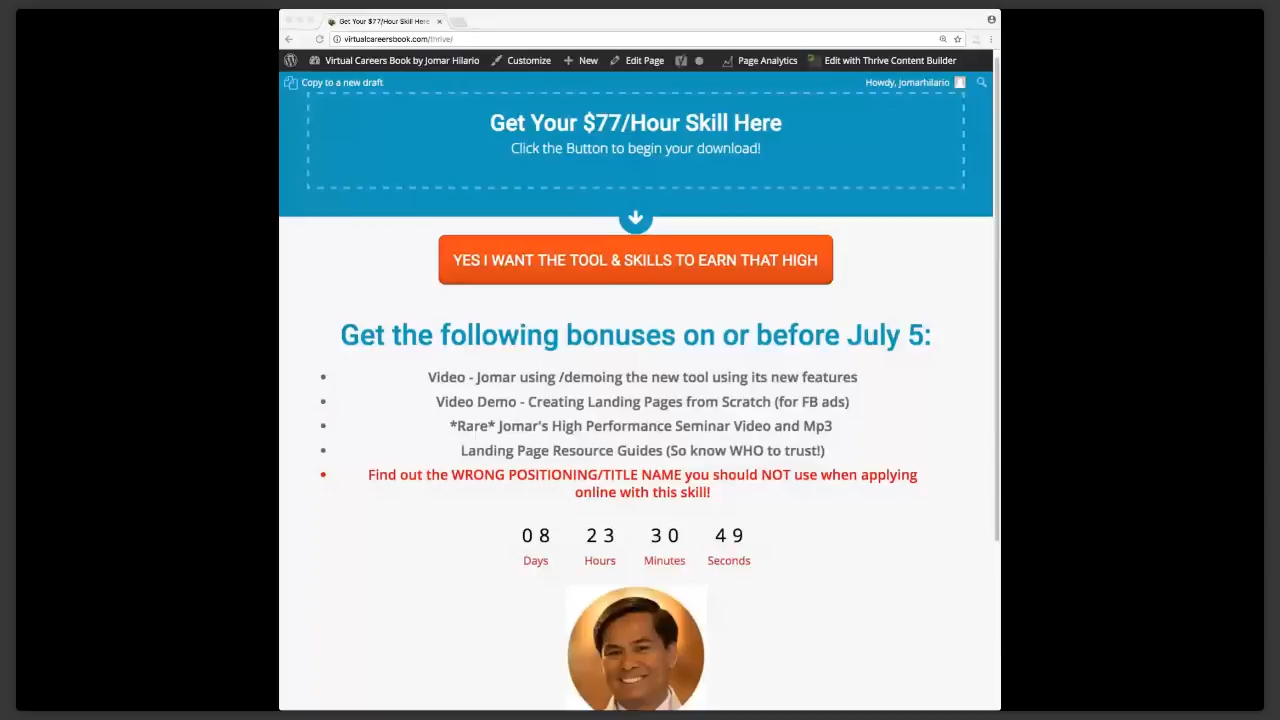 Get Your $77/Hour Skill Here
virtualcareersbook.com/thrive/
Virtual Careers Book by Jomar Hilario Customize New Edit Page Page Analytics Edit with Thrive Content Builder
Copy to a new draft Howdy, jomarhilario
Get Your $77/Hour Skill Here
Click the Button to begin your download!
YES I WANT THE TOOL & SKILLS TO EARN THAT HIGH
Get the following bonuses on or before July 5:
Video - Jomar using /demoing the new tool using its new features
Video Demo - Creating Landing Pages from Scratch (for FB ads)
*Rare* Jomar's High Performance Seminar Video and Mp3
Landing Page Resource Guides (So know WHO to trust!)
Find out the WRONG POSITIONING/TITLE NAME you should NOT use when applying
online with this skill!
08 23 30 49
Days Hours Minutes Seconds